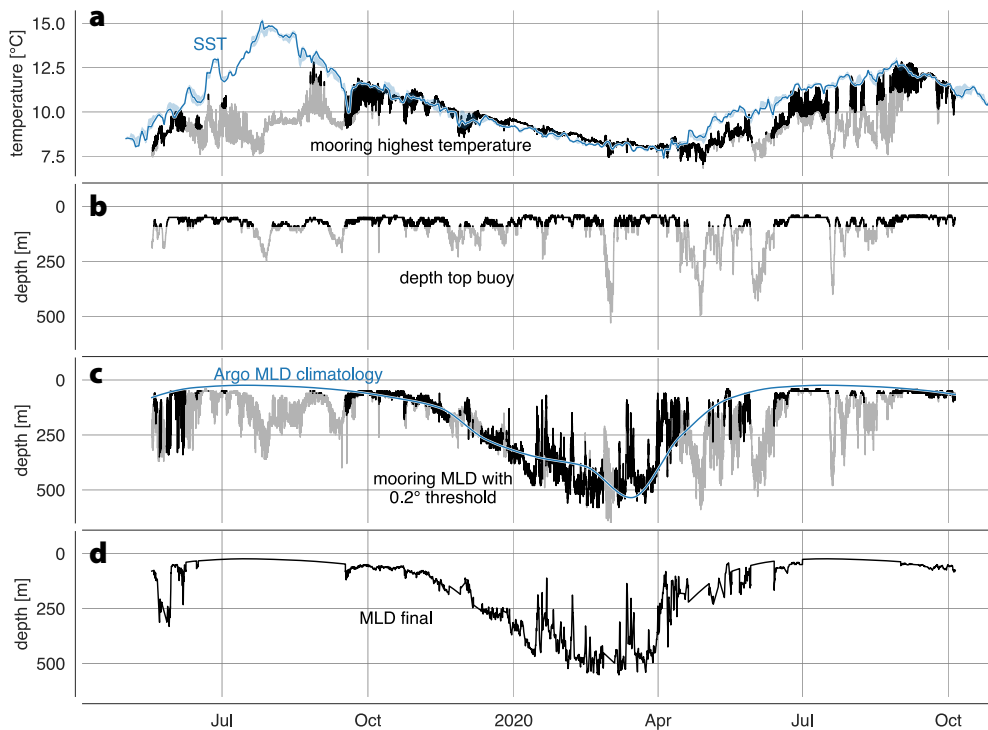 a
15.0
SST
12.5
10.0
7.5
temperature [°C]
mooring highest temperature
b
0
250
500
depth [m]
depth top buoy
c
0
250
500
depth [m]
Argo MLD climatology
mooring MLD with
0.2° threshold
d
0
250
500
depth [m]
MLD final
Jul
Oct
2020
Apr
Jul
Oct